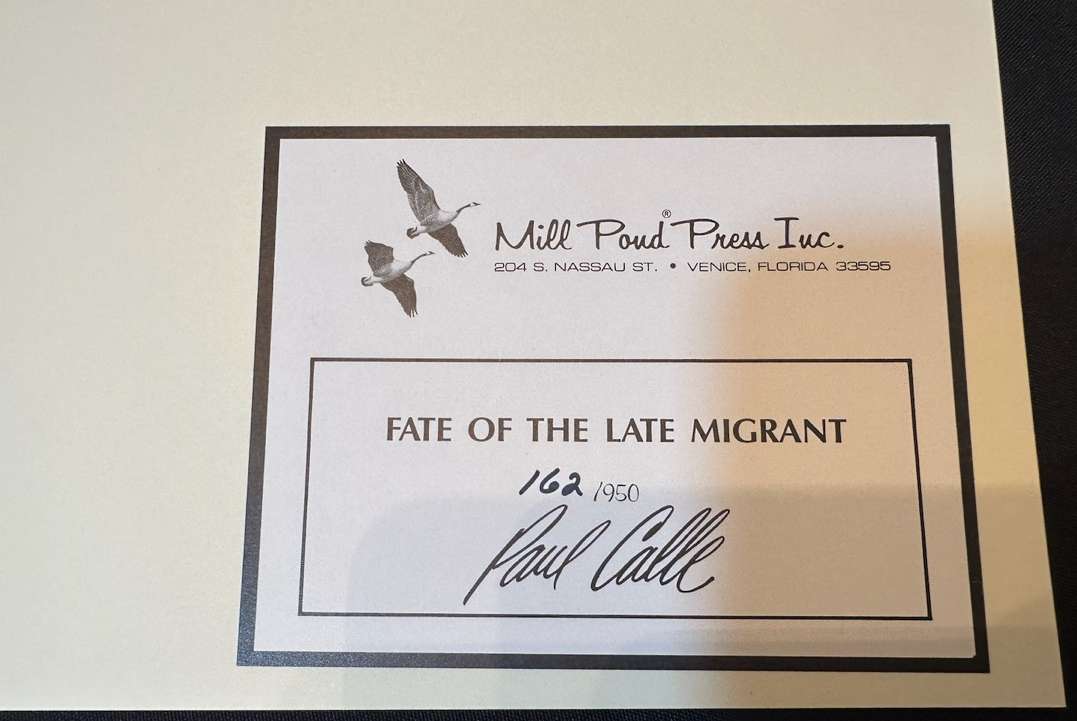 Mill Pond® Press Inc.
204 S. NASSAU ST. • VENICE, FLORIDA 33595
FATE OF THE LATE MIGRANT
162 /950
Paul Calle